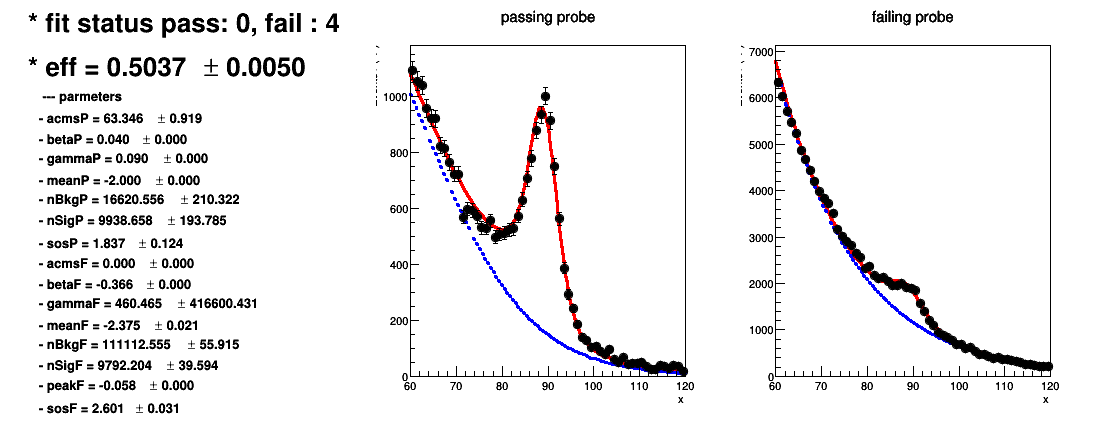 * fit status pass: 0, fail : 4
* eff = 0.5037 ± 0.0050
--- parmeters
- acmsP = 63.346 ± 0.919
- betaP = 0.040 ± 0.000
- gammaP = 0.090 ± 0.000
- meanP = -2.000 ± 0.000
- nBkgP = 16620.556 ± 210.322
- nSigP = 9938.658 ± 193.785
- sosP = 1.837 ± 0.124
- acmsF = 0.000 ± 0.000
- betaF = -0.366 ± 0.000
- gammaF = 460.465 ± 416600.431
- meanF = -2.375 ± 0.021
- nBkgF = 111112.555 ± 55.915
- nSigF = 9792.204 ± 39.594
- peakF = -0.058 ± 0.000
- sosF = 2.601 ± 0.031
passing probe
1000
800
600
400
200
0
60 70 80 90 100 110 120
x
failing probe
7000
6000
5000
4000
3000
2000
1000
0
60 70 80 90 100 110 120
x